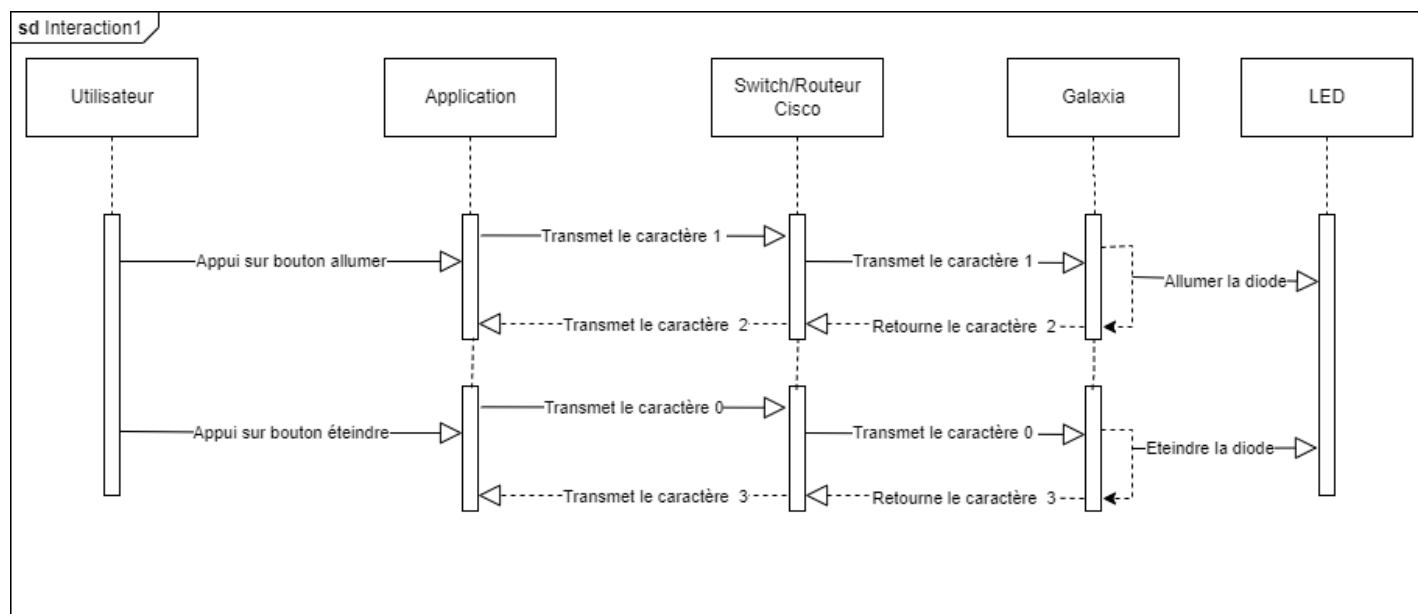 sd Interaction1
Utilisateur
Application
Switch/Routeur
Cisco
Galaxia
LED
Transmet le caractère 1
Appui sur bouton allumer
Transmet le caractère 1
Allumer la diode
Transmet le caractère  2
Retourne le caractère  2
Transmet le caractère 0
Appui sur bouton éteindre
Transmet le caractère 0
Eteindre la diode
Transmet le caractère  3
Retourne le caractère  3